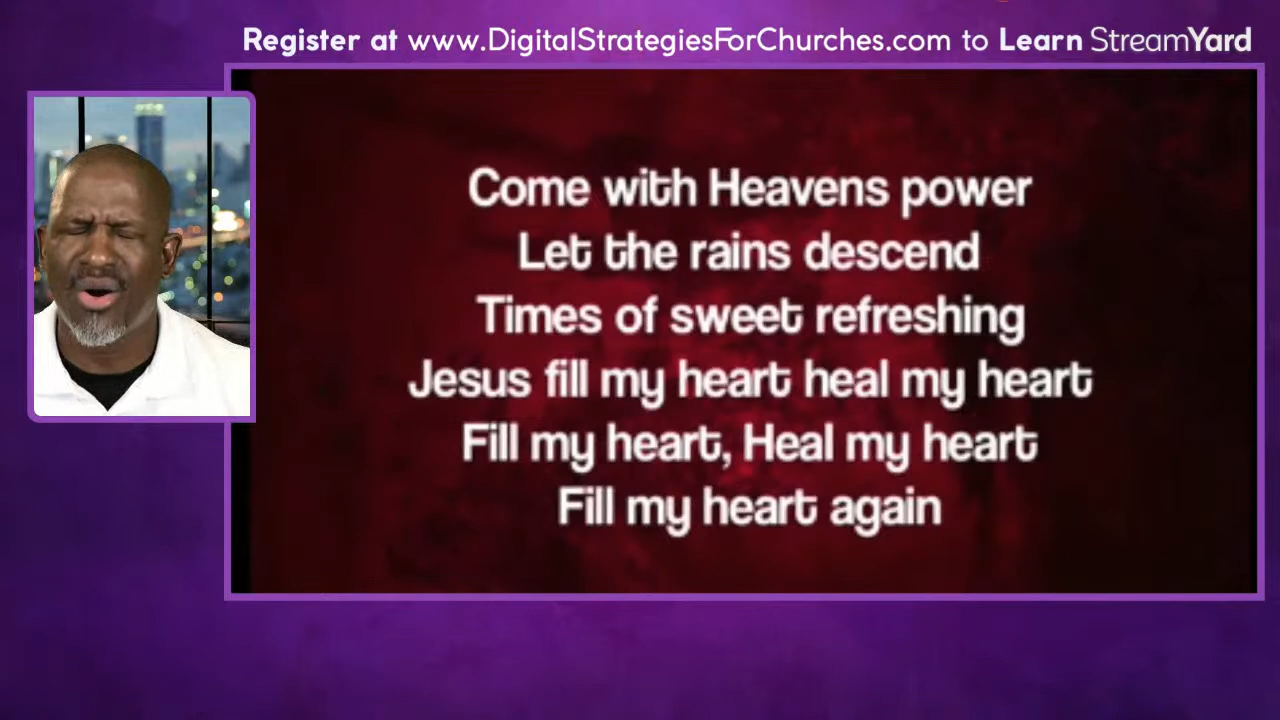 Register at www.DigitalStrategiesForChurches.com to Learn StreamYard
Come with Heavens power
Let the rains descend
Times of sweet refreshing
Jesus fill my heart heal my heart
Fill my heart, Heal my heart
Fill my heart again